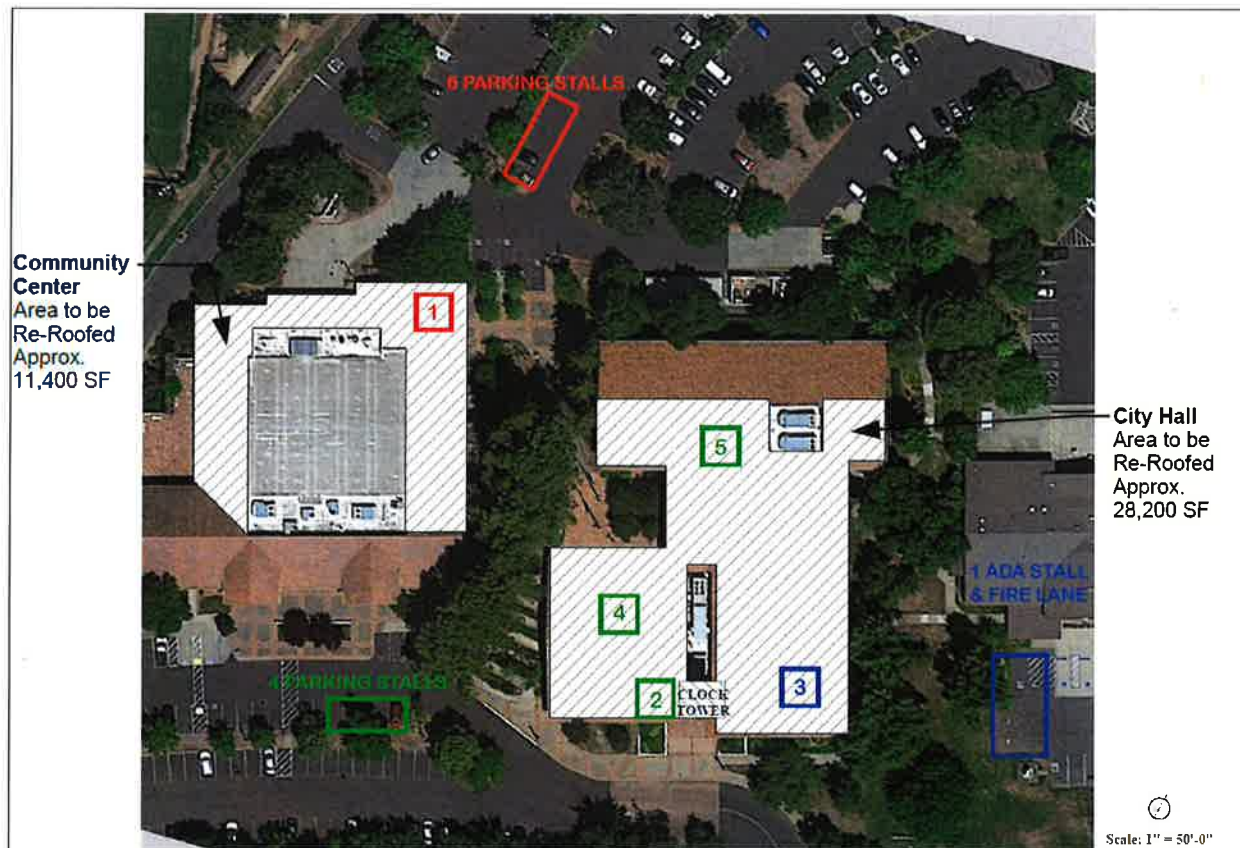 6 PARKING STALLS
Community
Center
Area to be
Re-Roofed
Approx.
11,400 SF
1
5
City Hall
Area to be
Re-Roofed
Approx.
28,200 SF
1 ADA STALL
& FIRE LANE
4
3
2
CLOCK
TOWER
4 PARKING STALLS
Scale: 1" = 50'-0"